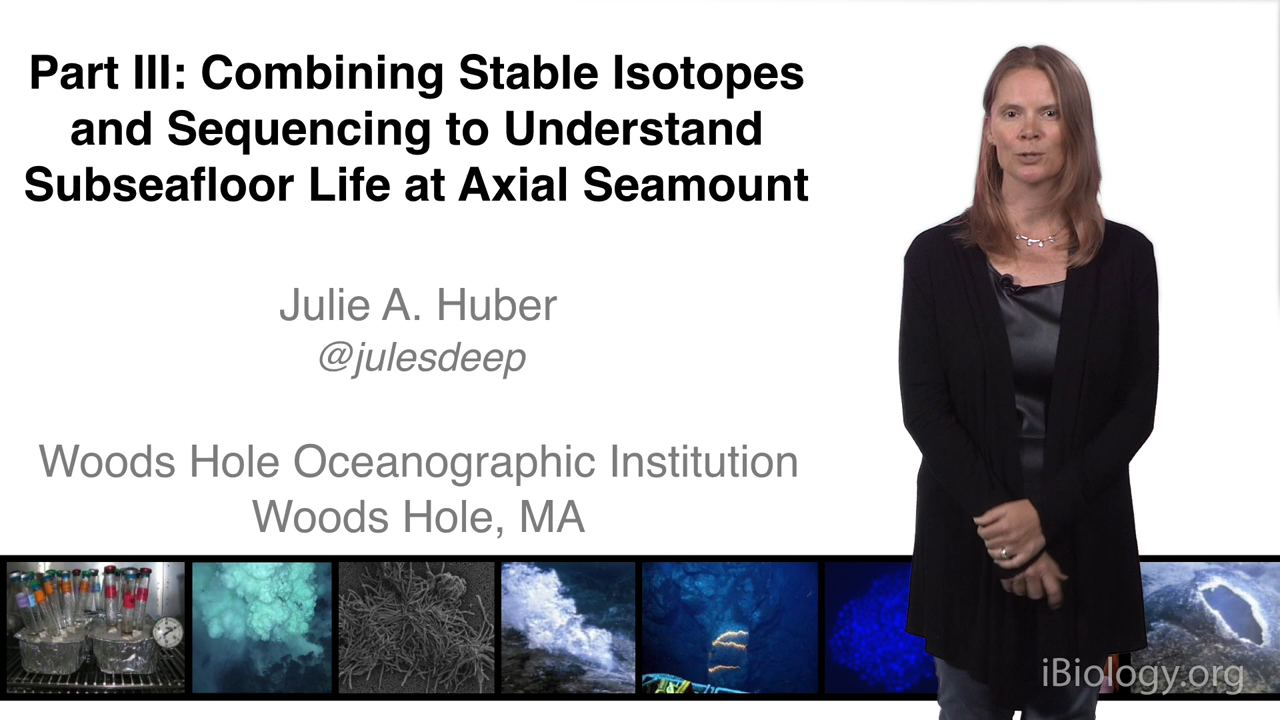 Part III: Combining Stable Isotopes
and Sequencing to Understand
Subseafloor Life at Axial Seamount
Julie A. Huber
@julesdeep
Woods Hole Oceanographic Institution
Woods Hole, MA
iBiology.org